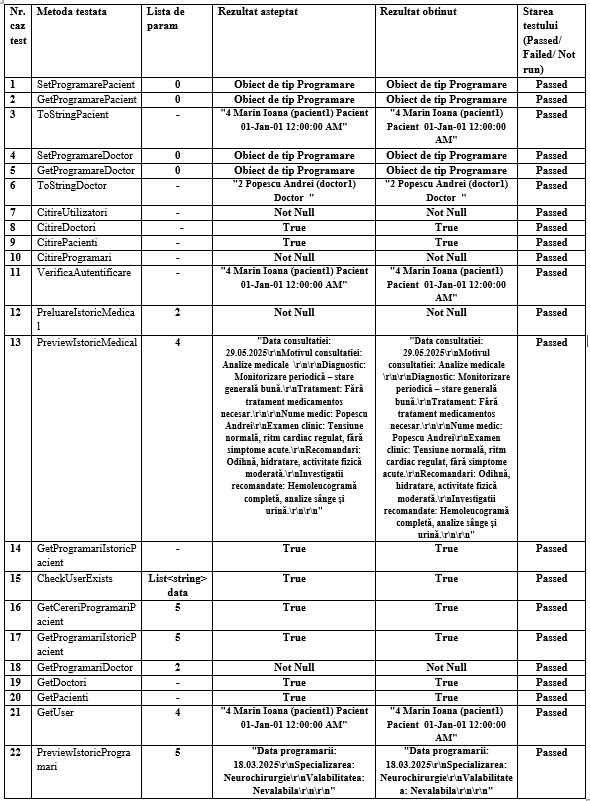 Nr. caz test | Metoda testata | Lista de param | Rezultat asteptat | Rezultat obtinut | Starea testului (Passed/ Failed/ Not run)
1 | SetProgramarePacient | 0 | Obiect de tip Programare | Obiect de tip Programare | Passed
2 | GetProgramarePacient | 0 | Obiect de tip Programare | Obiect de tip Programare | Passed
3 | ToStringPacient | - | "4 Marin Ioana (pacient1) Pacient 01-Jan-01 12:00:00 AM" | "4 Marin Ioana (pacient1) Pacient 01-Jan-01 12:00:00 AM" | Passed
4 | SetProgramareDoctor | 0 | Obiect de tip Programare | Obiect de tip Programare | Passed
5 | GetProgramareDoctor | 0 | Obiect de tip Programare | Obiect de tip Programare | Passed
6 | ToStringDoctor | - | "2 Popescu Andrei (doctor1) Doctor " | "2 Popescu Andrei (doctor1) Doctor " | Passed
7 | CitireUtilizatori | - | Not Null | Not Null | Passed
8 | CitireDoctori | - | True | True | Passed
9 | CitirePacienti | - | True | True | Passed
10 | CitireProgramari | - | Not Null | Not Null | Passed
11 | VerificaAutentificare | - | "4 Marin Ioana (pacient1) Pacient 01-Jan-01 12:00:00 AM" | "4 Marin Ioana (pacient1) Pacient 01-Jan-01 12:00:00 AM" | Passed
12 | PreluareIstoricMedical | 2 | Not Null | Not Null | Passed
13 | PreviewIstoricMedical | 4 | "Data consultatiei: 29.05.2025\r\nMotivul consultatiei: Analize medicale \r\n\r\nDiagnostic: Monitorizare periodică – stare generală bună.\r\nTratament: Fără tratament medicamentos necesar.\r\n\r\nNume medic: Popescu Andrei\r\nExamen clinic: Tensiune normală, ritm cardiac regulat, fără simptome acute.\r\nRecomandari: Odihnă, hidratare, activitate fizică moderată.\r\nInvestigatii recomandate: Hemoleucogramă completă, analize sânge și urină.\r\n\r\n" | "Data consultatiei: 29.05.2025\r\nMotivul consultatiei: Analize medicale \r\n\r\nDiagnostic: Monitorizare periodică – stare generală bună.\r\nTratament: Fără tratament medicamentos necesar.\r\n\r\nNume medic: Popescu Andrei\r\nExamen clinic: Tensiune normală, ritm cardiac regulat, fără simptome acute.\r\nRecomandari: Odihnă, hidratare, activitate fizică moderată.\r\nInvestigatii recomandate: Hemoleucogramă completă, analize sânge și urină.\r\n\r\n" | Passed
14 | GetProgramariIstoricPacient | - | True | True | Passed
15 | CheckUserExists | List<string> data | True | True | Passed
16 | GetCereriProgramariPacient | 5 | True | True | Passed
17 | GetProgramariIstoricPacient | 5 | True | True | Passed
18 | GetProgramariDoctor | 2 | Not Null | Not Null | Passed
19 | GetDoctori | - | True | True | Passed
20 | GetPacienti | - | True | True | Passed
21 | GetUser | 4 | "4 Marin Ioana (pacient1) Pacient 01-Jan-01 12:00:00 AM" | "4 Marin Ioana (pacient1) Pacient 01-Jan-01 12:00:00 AM" | Passed
22 | PreviewIstoricProgramari | 5 | "Data programarii: 18.03.2025\r\nSpecializarea: Neurochirurgie\r\nValabilitatea: Nevalabila\r\n\r\n" | "Data programarii: 18.03.2025\r\nSpecializarea: Neurochirurgie\r\nValabilitatea: Nevalabila\r\n\r\n" | Passed